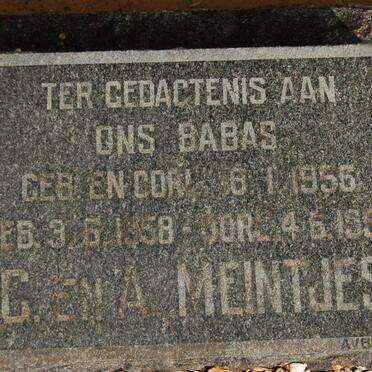 TER GEDACTENIS AAN
ONS BABAS
GEB. EN OORL. 6.1.1956
GEB. 3.6.1958 - OORL. 4.6.195
C. EN A. MEINTJES
AVB